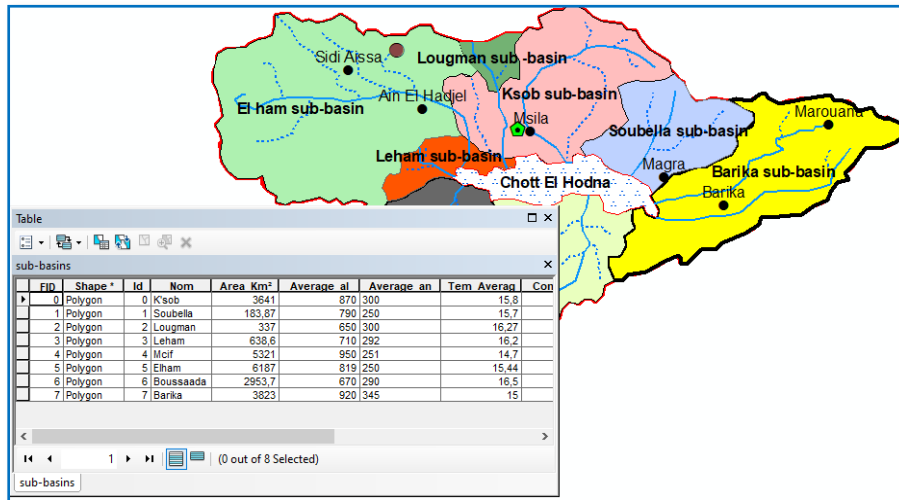 Sidi Aissa
Lougman sub -basin
Ain El Hadjel
Ksob sub-basin
El ham sub-basin
Msila
Marouana
Soubella sub-basin
Leham sub-basin
Magra
Barika sub-basin
Chott El Hodna
Barika
Table
sub-basins
FID Shape * Id Nom Area Km² Average al Average an Tem Averag Con
0 Polygon 0 K'sob 3641 870 300 15,8
1 Polygon 1 Soubella 183,87 790 250 15,7
2 Polygon 2 Lougman 337 650 300 16,27
3 Polygon 3 Leham 638,6 710 292 16,2
4 Polygon 4 Mcif 5321 950 251 14,7
5 Polygon 5 Elham 6187 819 250 15,44
6 Polygon 6 Boussaada 2953,7 670 290 16,5
7 Polygon 7 Barika 3823 920 345 15
1 (0 out of 8 Selected)
sub-basins